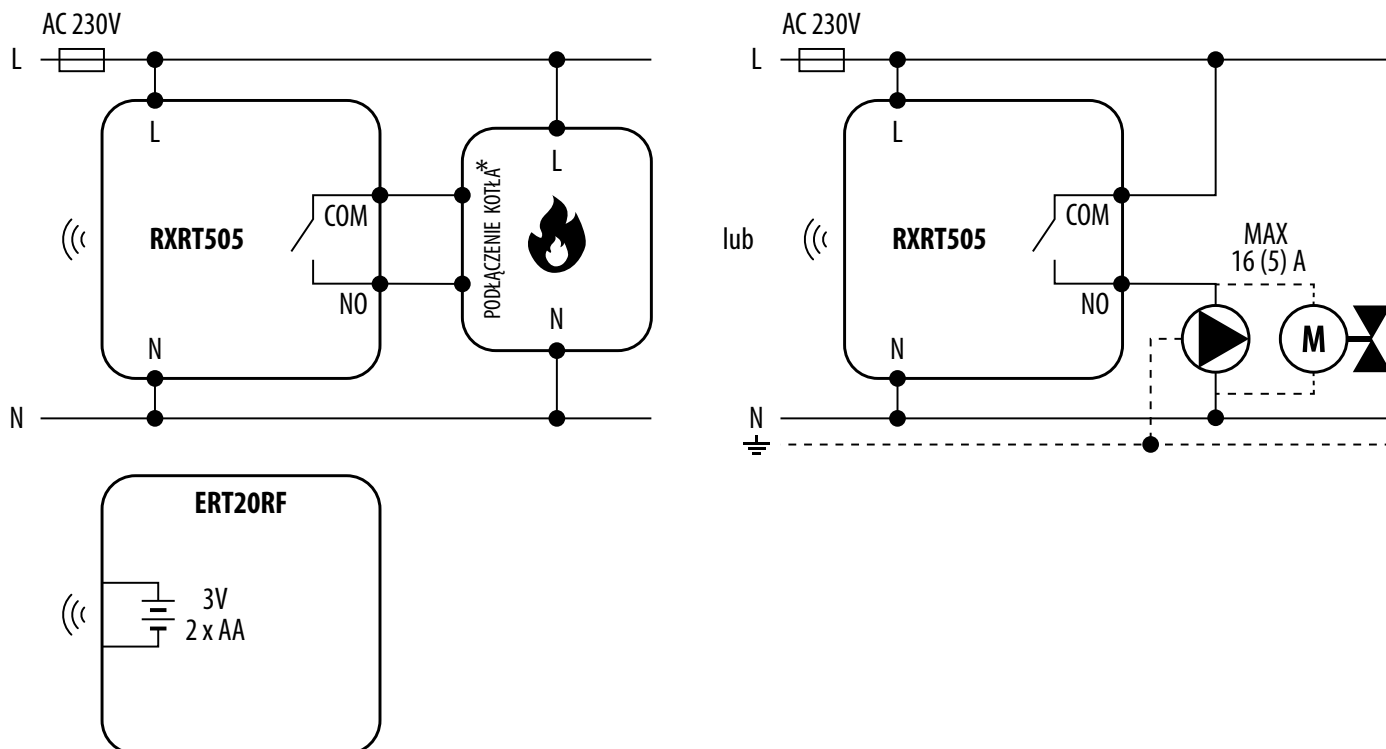 AC 230V
L
L
RXRT505
COM
NO
N
N
L
PODŁĄCZENIE KOTŁA*
N
lub
AC 230V
L
L
RXRT505
COM
NO
N
N
MAX
16 (5) A
M
ERT20RF
3V
2 x AA